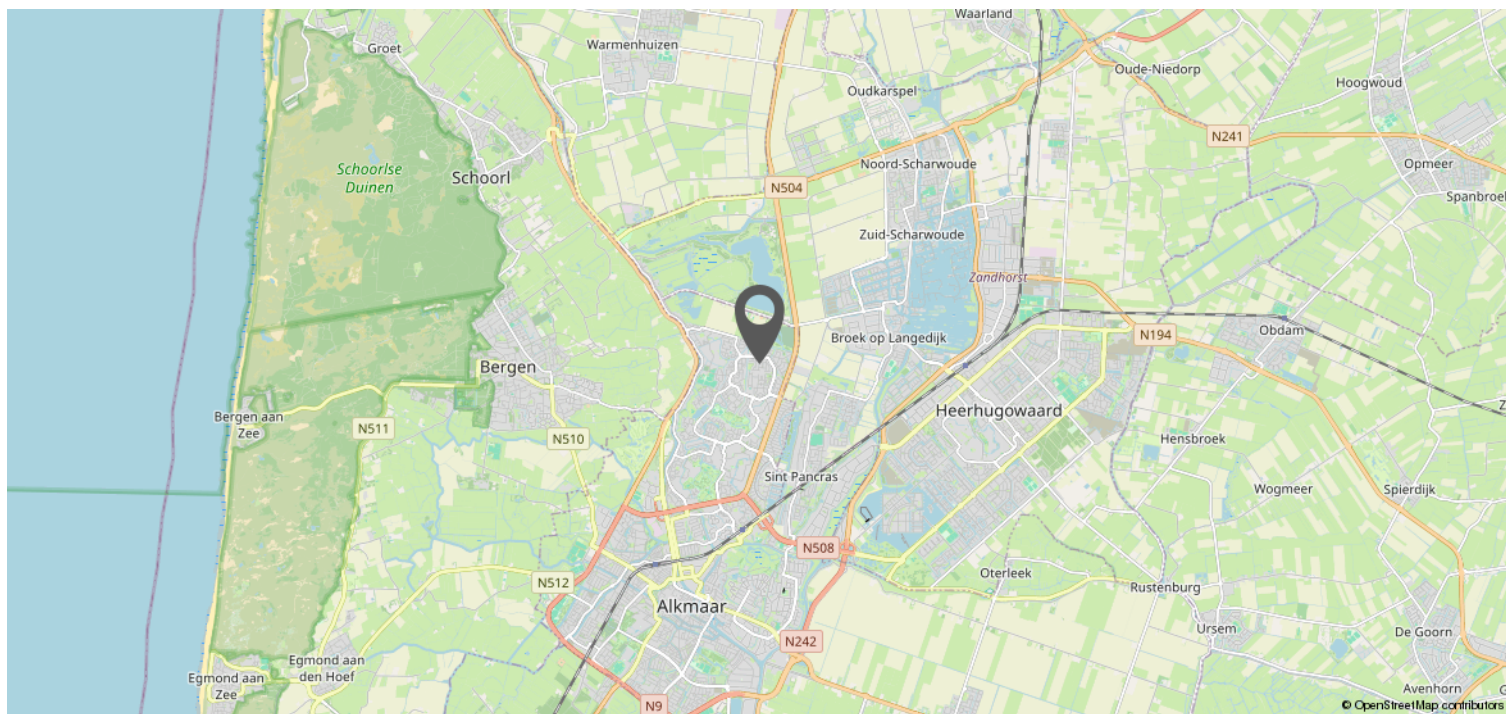 Waarland
Groet
Warmenhuizen
Oude-Niedorp
Hoogwoud
Oudkarspel
N241
Schoorlse
Duinen
Noord-Scharwoude
Opmeer
Schoorl
N504
Spanbroek
Zuid-Scharwoude
Zandhorst
Obdam
N194
Broek op Langedijk
Bergen
Bergen aan
Zee
N511
Heerhugowaard
N510
Hensbroek
Sint Pancras
Wogmeer
Spierdijk
N508
Oterleek
N512
Rustenburg
Alkmaar
Ursem
De Goorn
N242
Egmond aan
den Hoef
Egmond aan
Zee
Avenhorn
N9
© OpenStreetMap contributors